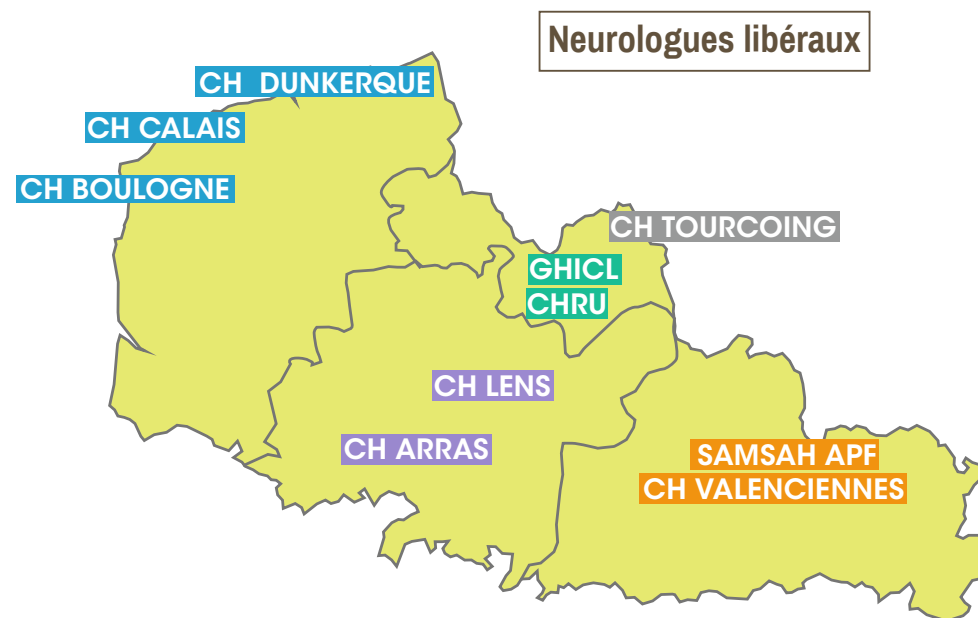 Neurologues libéraux
CH DUNKERQUE
CH CALAIS
CH BOULOGNE
CH TOURCOING
GHICL
CHRU
CH LENS
CH ARRAS
SAMSAH APF
CH VALENCIENNES